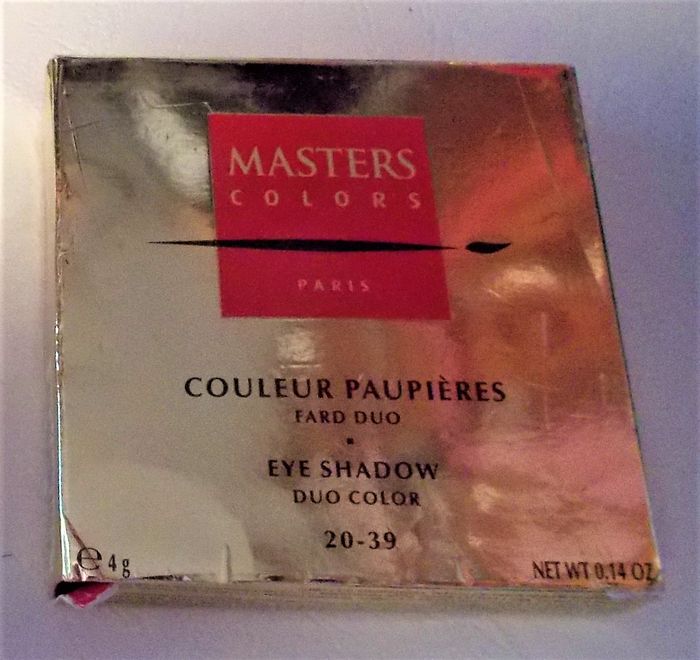 MASTERS
COLORS
PARIS
COULEUR PAUPIÈRES
FARD DUO
EYE SHADOW
DUO COLOR
20-39
℮ 4 g
NET WT 0.14 OZ